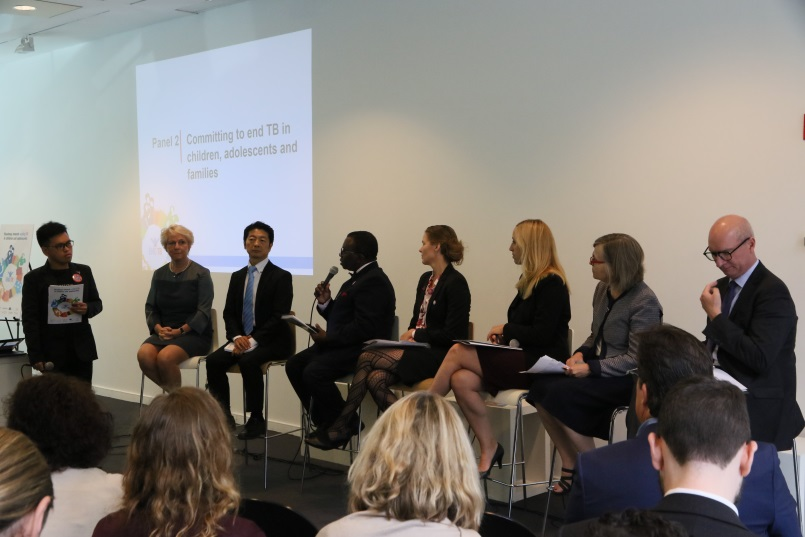 Panel 2
Committing to end TB in
children, adolescents and
families